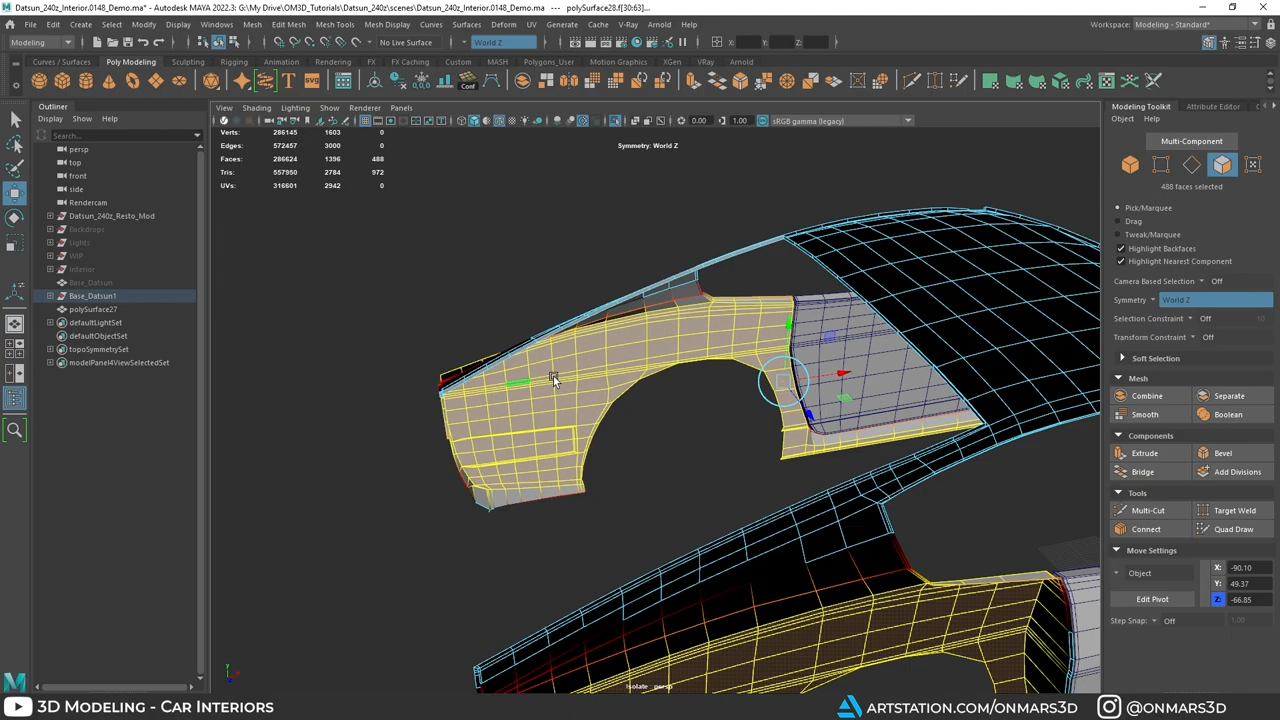 Datsun_240z_Interior.0148_Demo.ma* - Autodesk MAYA 2022.3: G:\My Drive\OM3D_Tutorials\Datsun_240z\scenes\Datsun_240z_Interior.0148_Demo.ma --- polySurface28.f[30:63]...
File Edit Create Select Modify Display Windows Mesh Edit Mesh Mesh Tools Mesh Display Curves Surfaces Deform UV Generate Cache V-Ray Arnold Help Workspace: Modeling - Standard*
Modeling No Live Surface World Z X: Y: Z:
Curves / Surfaces Poly Modeling Sculpting Rigging Animation Rendering FX FX Caching Custom MASH Polygons_User Motion Graphics XGen VRay Arnold
Conf
Outliner
Display Show Help
Search...
persp
top
front
side
Rendercam
Datsun_240z_Resto_Mod
Backdrops
Lights
WIP
Interior
Base_Datsun
Base_Datsun1
polySurface27
defaultLightSet
defaultObjectSet
topoSymmetrySet
modelPanel4ViewSelectedSet
View Shading Lighting Show Renderer Panels
0.00 1.00 sRGB gamma (legacy)
Verts: 286145 1603 0
Edges: 572457 3000 0
Faces: 286624 1396 488
Tris: 557950 2784 972
UVs: 316601 2942 0
Symmetry: World Z
Isolate persp
Modeling Toolkit Attribute Editor
Object Help
Multi-Component
488 faces selected
Pick/Marquee
Drag
Tweak/Marquee
Highlight Backfaces
Highlight Nearest Component
Camera Based Selection Off
Symmetry World Z
Selection Constraint Off 10
Transform Constraint Off
Soft Selection
Mesh
Combine Separate
Smooth Boolean
Components
Extrude Bevel
Bridge Add Divisions
Tools
Multi-Cut Target Weld
Connect Quad Draw
Move Settings
Object X: -90.10
Y: 49.37
Edit Pivot Z: -66.85
Step Snap: Off 1.00
3D Modeling - Car INTERIORS
ARTSTATION.COM/ONMARS3D @ONMARS3D